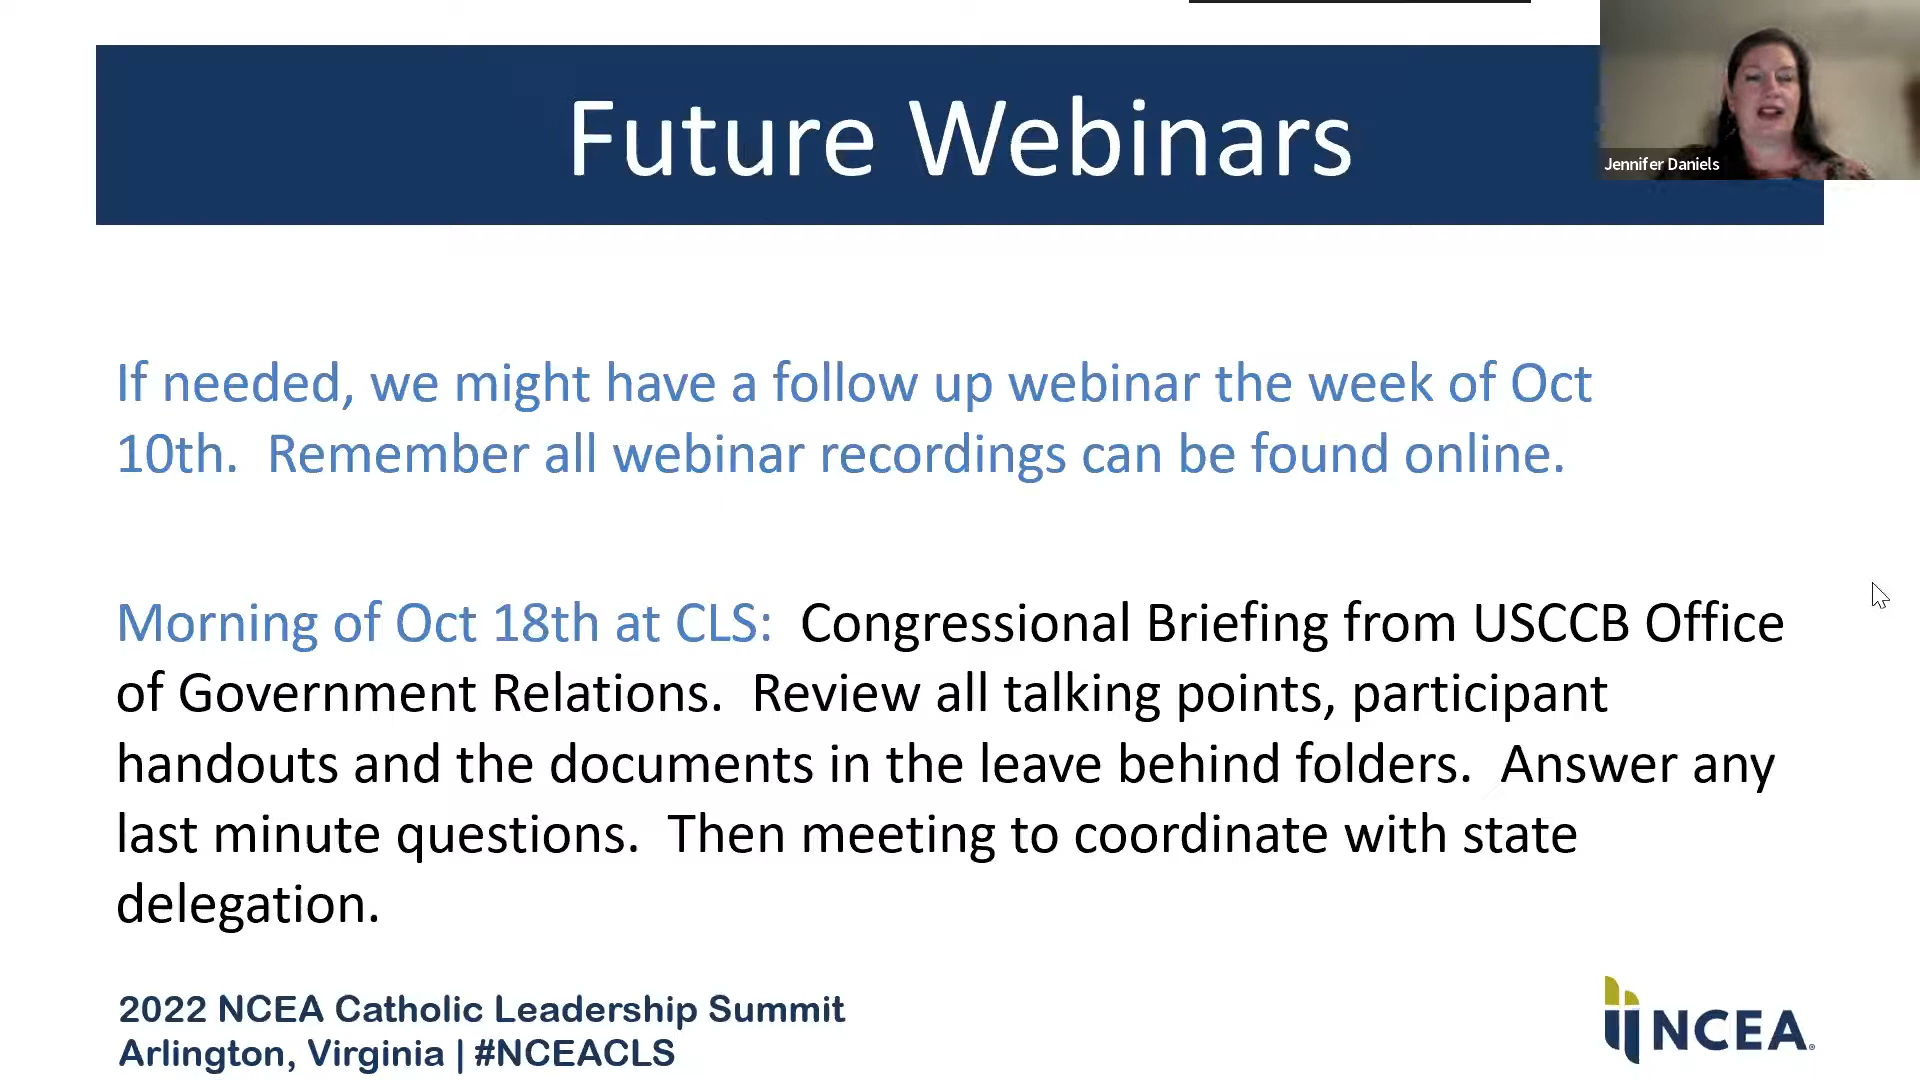 Future Webinars
Jennifer Daniels
If needed, we might have a follow up webinar the week of Oct
10th.  Remember all webinar recordings can be found online.
Morning of Oct 18th at CLS:  Congressional Briefing from USCCB Office
of Government Relations.  Review all talking points, participant
handouts and the documents in the leave behind folders.  Answer any
last minute questions.  Then meeting to coordinate with state
delegation.
2022 NCEA Catholic Leadership Summit
Arlington, Virginia | #NCEACLS
NCEA®